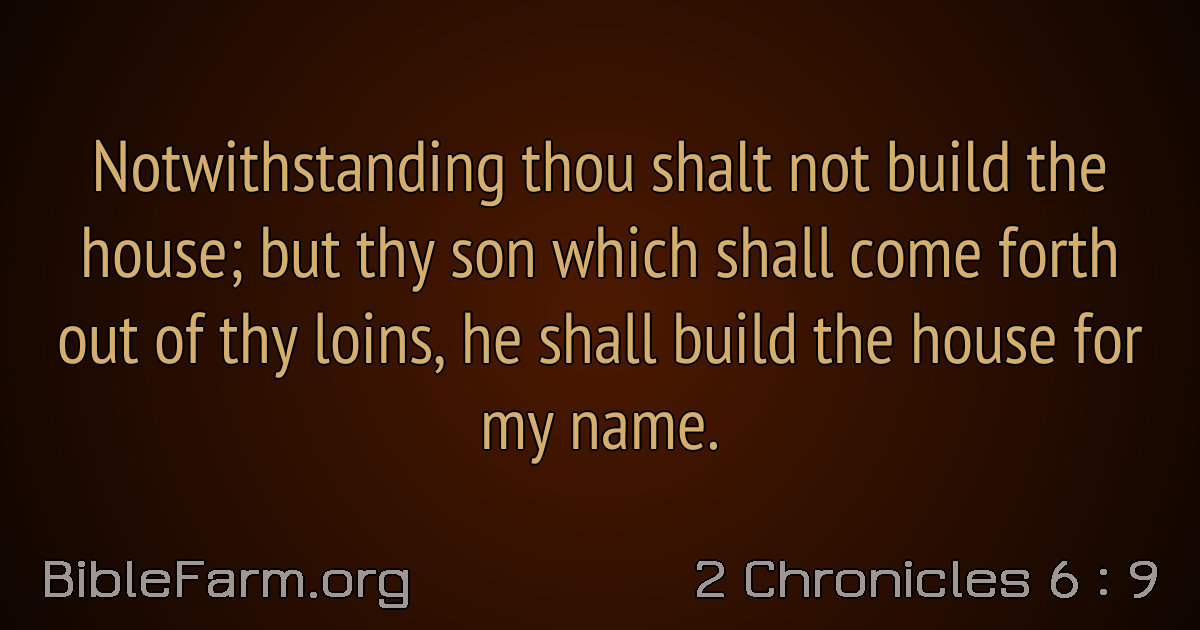 Notwithstanding thou shalt not build the
house; but thy son which shall come forth
out of thy loins, he shall build the house for
my name.
BibleFarm.org
2 Chronicles 6 : 9